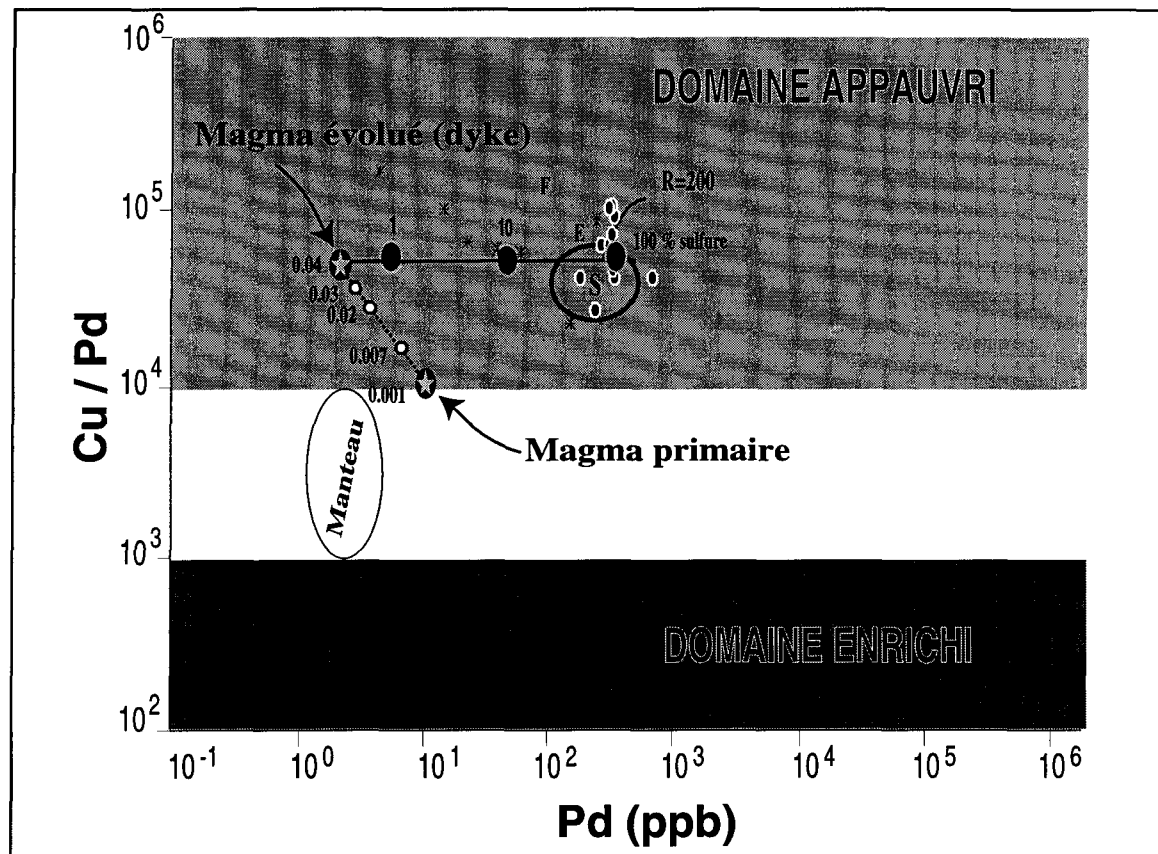 10^6
DOMAINE APPAUVRI
Magma évolué (dyke)
F
R=200
10^5
1
10
E
100 % sulfure
0.04
S
0.03
0.02
0.007
10^4
0.001
Cu / Pd
Manteau
Magma primaire
10^3
DOMAINE ENRICHI
10^2
10^-1
10^0
10^1
10^2
10^3
10^4
10^5
10^6
Pd (ppb)